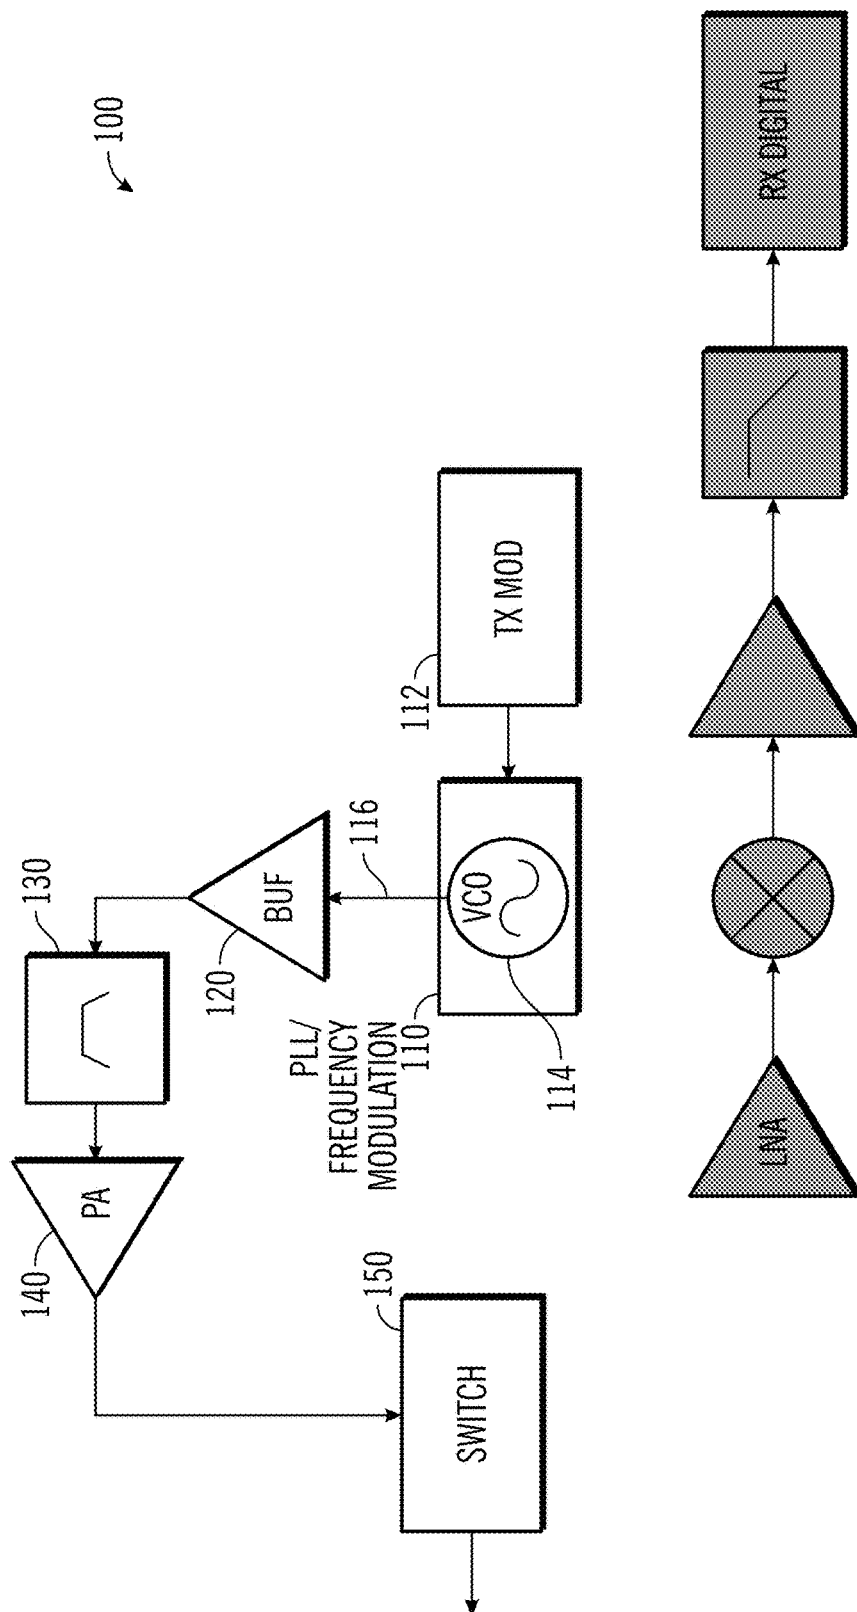 100
130
140
PA
BUF
120
116
150
SWITCH
PLL/
FREQUENCY
MODULATION
110
VCO
114
112
TX MOD
LNA
RX DIGITAL